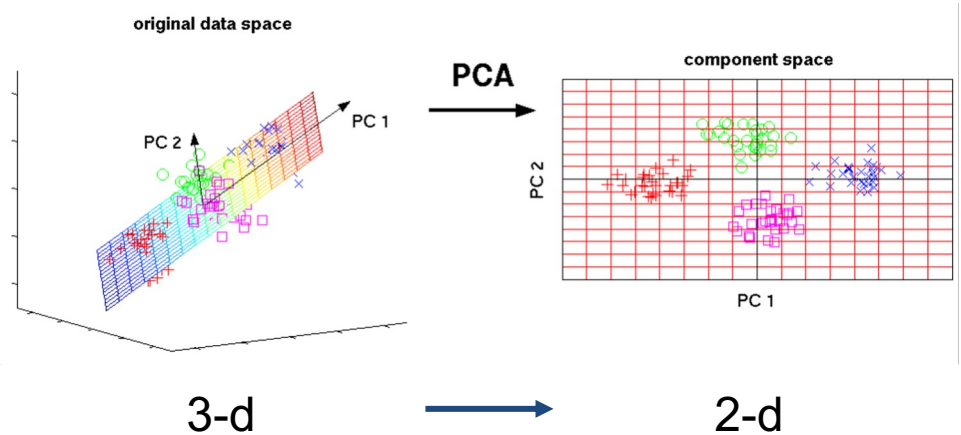 original data space
PC 1
PC 2
PCA
component space
PC 2
PC 1
3-d
2-d